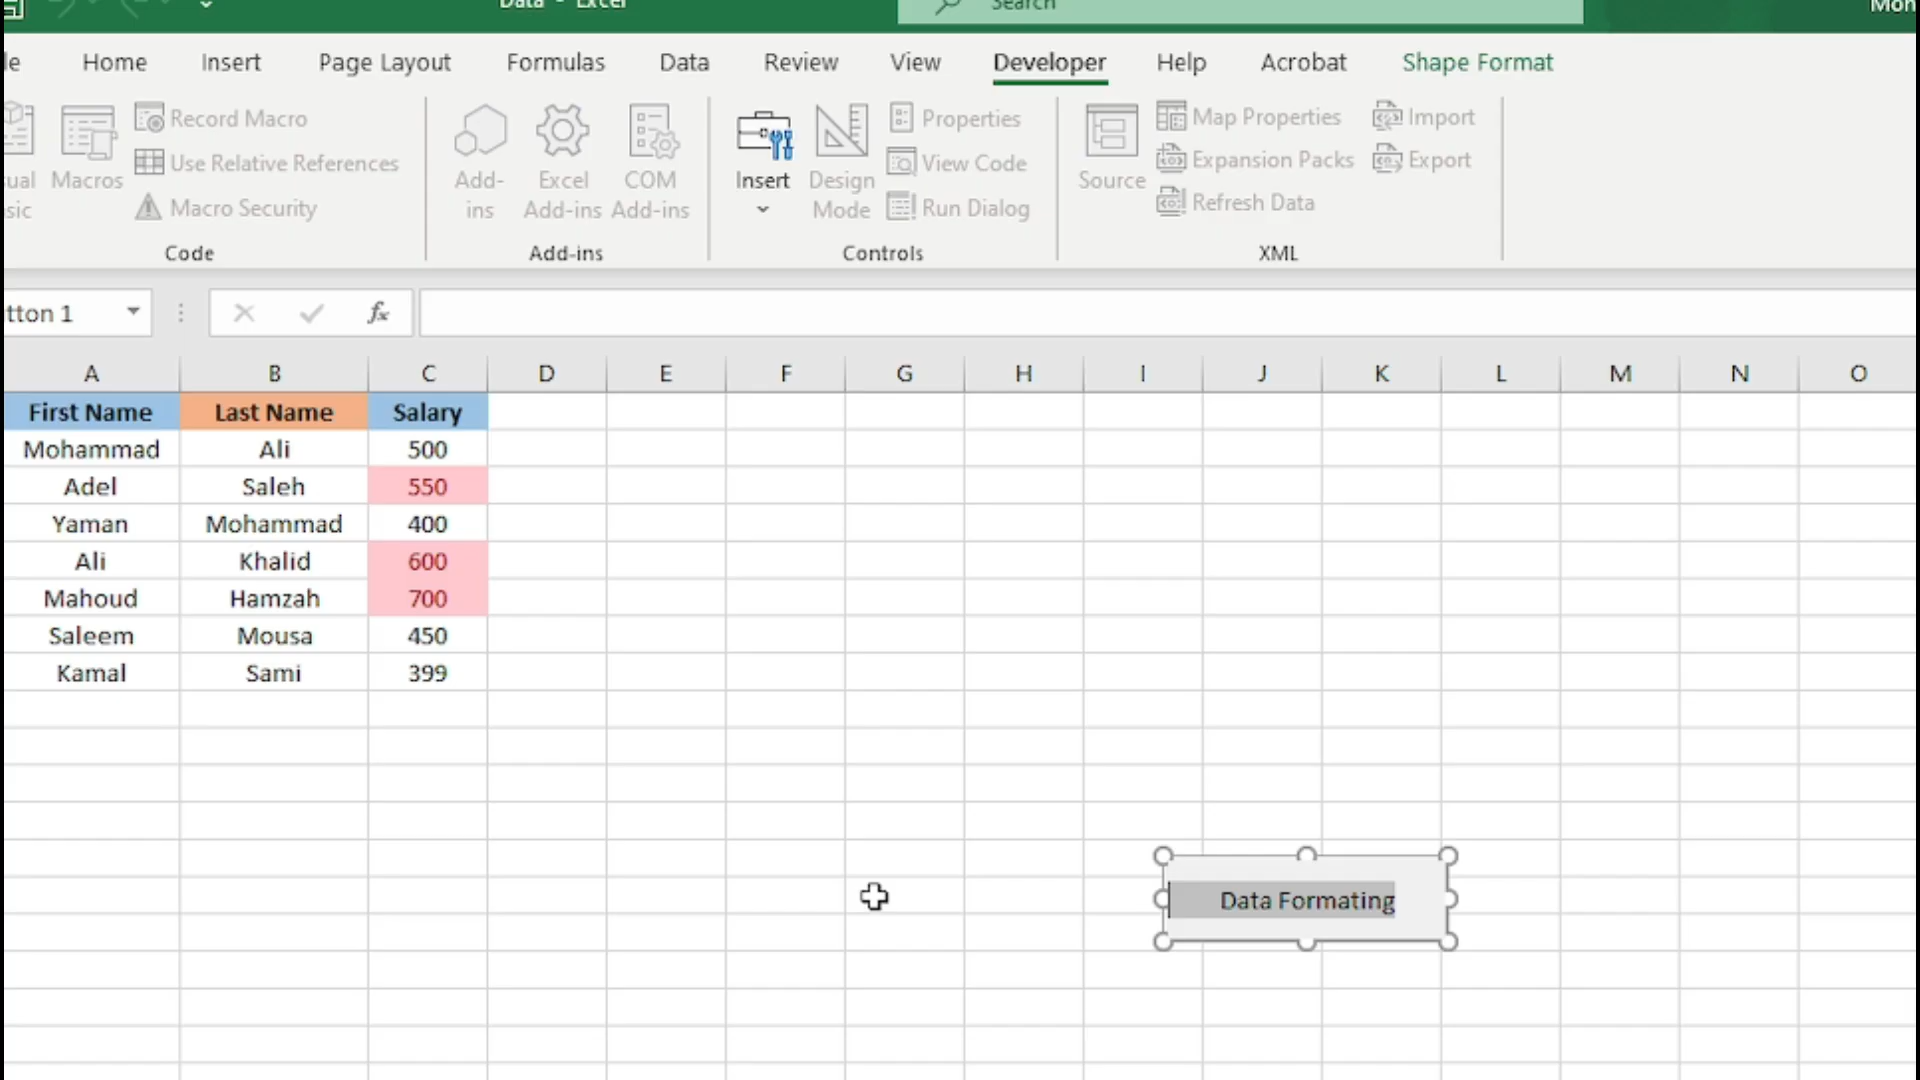 Data - Excel
Search
Home Insert Page Layout Formulas Data Review View Developer Help Acrobat Shape Format
Macros
Record Macro
Use Relative References
Macro Security
Code
Add-
ins
Excel
Add-ins
COM
Add-ins
Add-ins
Insert
Design
Mode
Properties
View Code
Run Dialog
Controls
Source
Map Properties
Expansion Packs
Refresh Data
Import
Export
XML
tton 1
fx
A B C D E F G H I J K L M N O
First Name Last Name Salary
Mohammad Ali 500
Adel Saleh 550
Yaman Mohammad 400
Ali Khalid 600
Mahoud Hamzah 700
Saleem Mousa 450
Kamal Sami 399
Data Formating